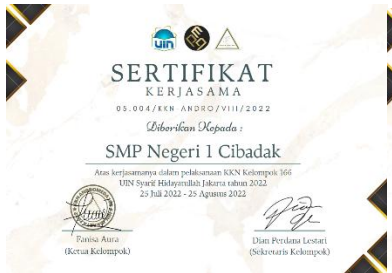 uin
SERTIFIKAT
KERJASAMA
05.004/KKN-ANDRO/VIII/2022
Diberikan Kepada :
SMP Negeri 1 Cibadak
Atas kerjasamanya dalam pelaksanaan KKN Kelompok 166
UIN Syarif Hidayatullah Jakarta tahun 2022
25 Juli 2022 - 25 Agustus 2022
Panisa Aura
(Ketua Kelompok)
Dian Perdana Lestari
(Sekretaris Kelompok)